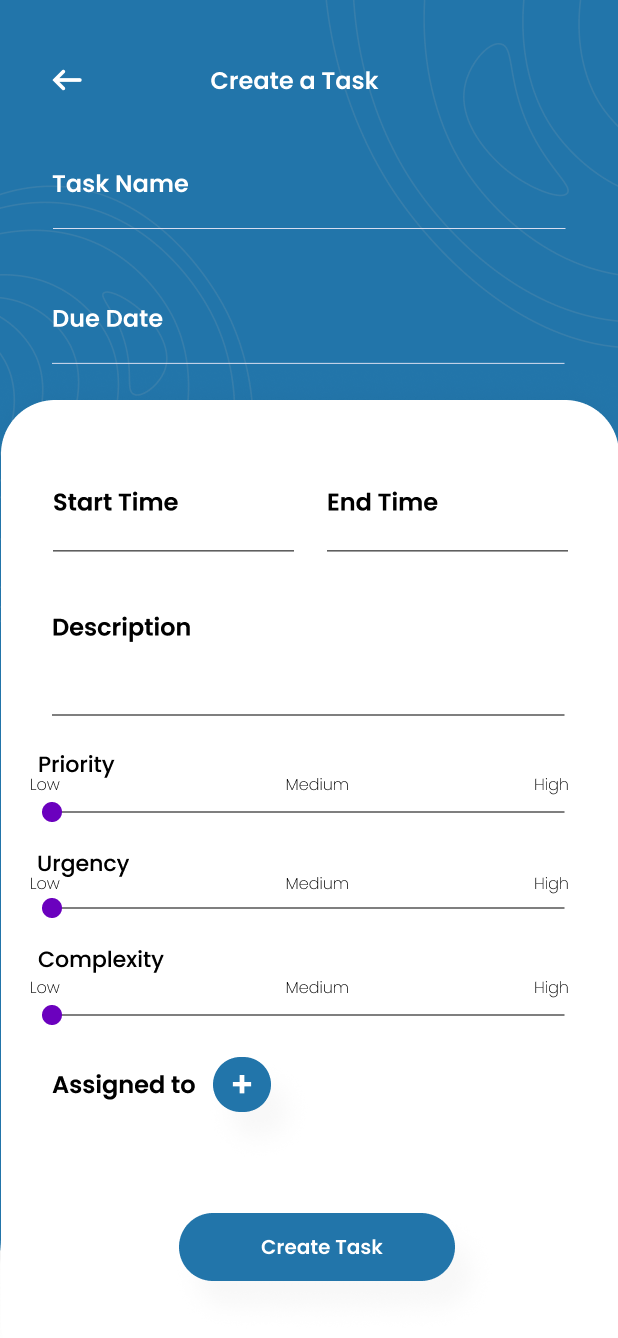 Create a Task
Task Name
Due Date
Start Time End Time
Description
Priority
Low Medium High
Urgency
Low Medium High
Complexity
Low Medium High
Assigned to +
Create Task